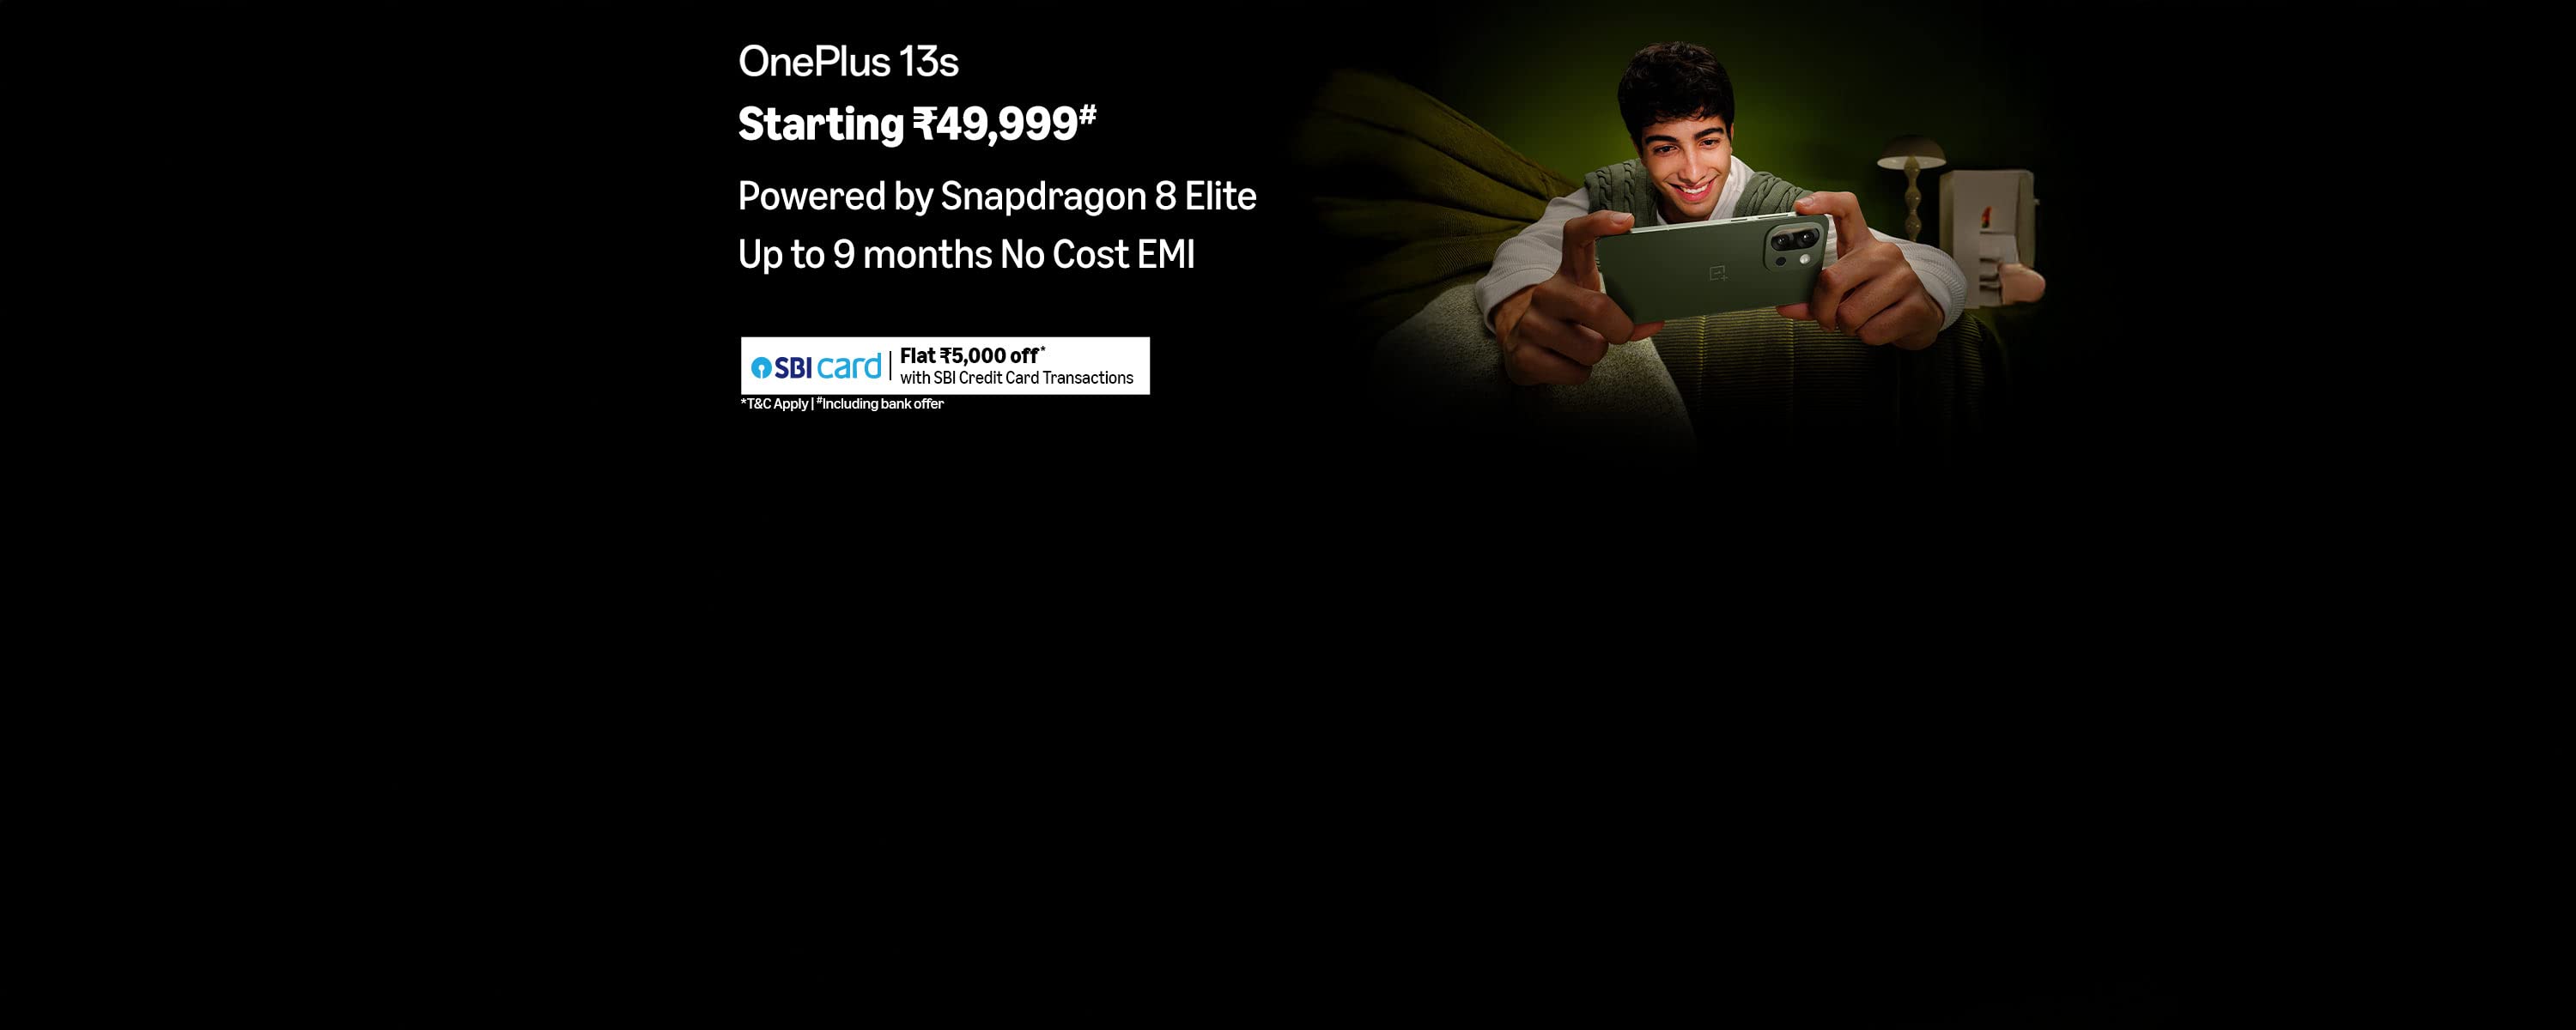 OnePlus 13s
Starting ₹49,999#
Powered by Snapdragon 8 Elite
Up to 9 months No Cost EMI
SBI card
Flat ₹5,000 off*
with SBI Credit Card Transactions
*T&C Apply | #Including bank offer